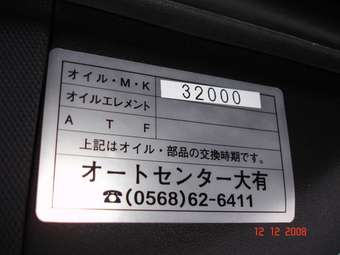 オイル・M・K 32000
オイルエレメント
A T F
上記はオイル・部品の交換時期です。
オートセンター大有
☎(0568)62-6411
12 12 2008